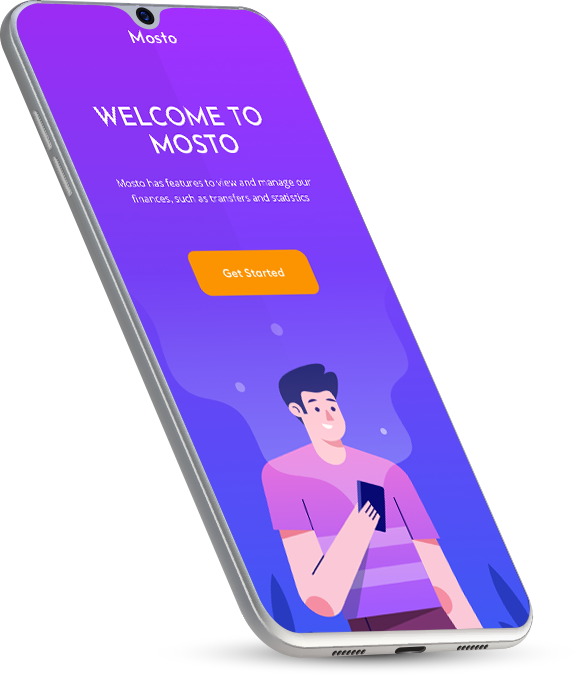 Mosto
WELCOME TO
MOSTO
Mosto has features to view and manage our
finances, such as transfers and statistics
Get Started